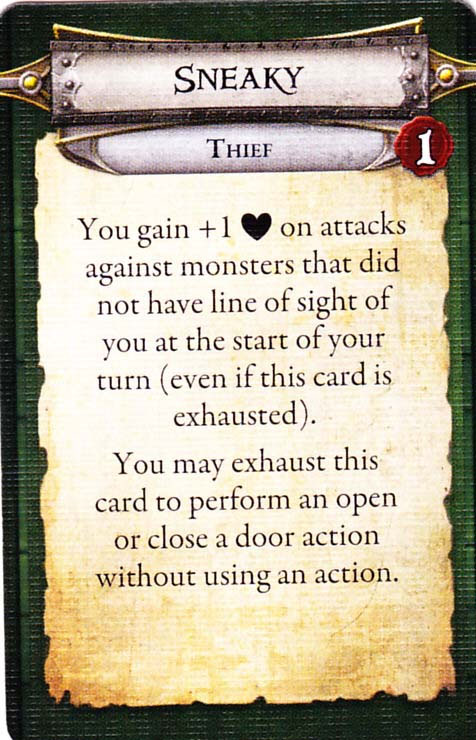 Sneaky
Thief
1
You gain +1 ♥ on attacks
against monsters that did
not have line of sight of
you at the start of your
turn (even if this card is
exhausted).
You may exhaust this
card to perform an open
or close a door action
without using an action.